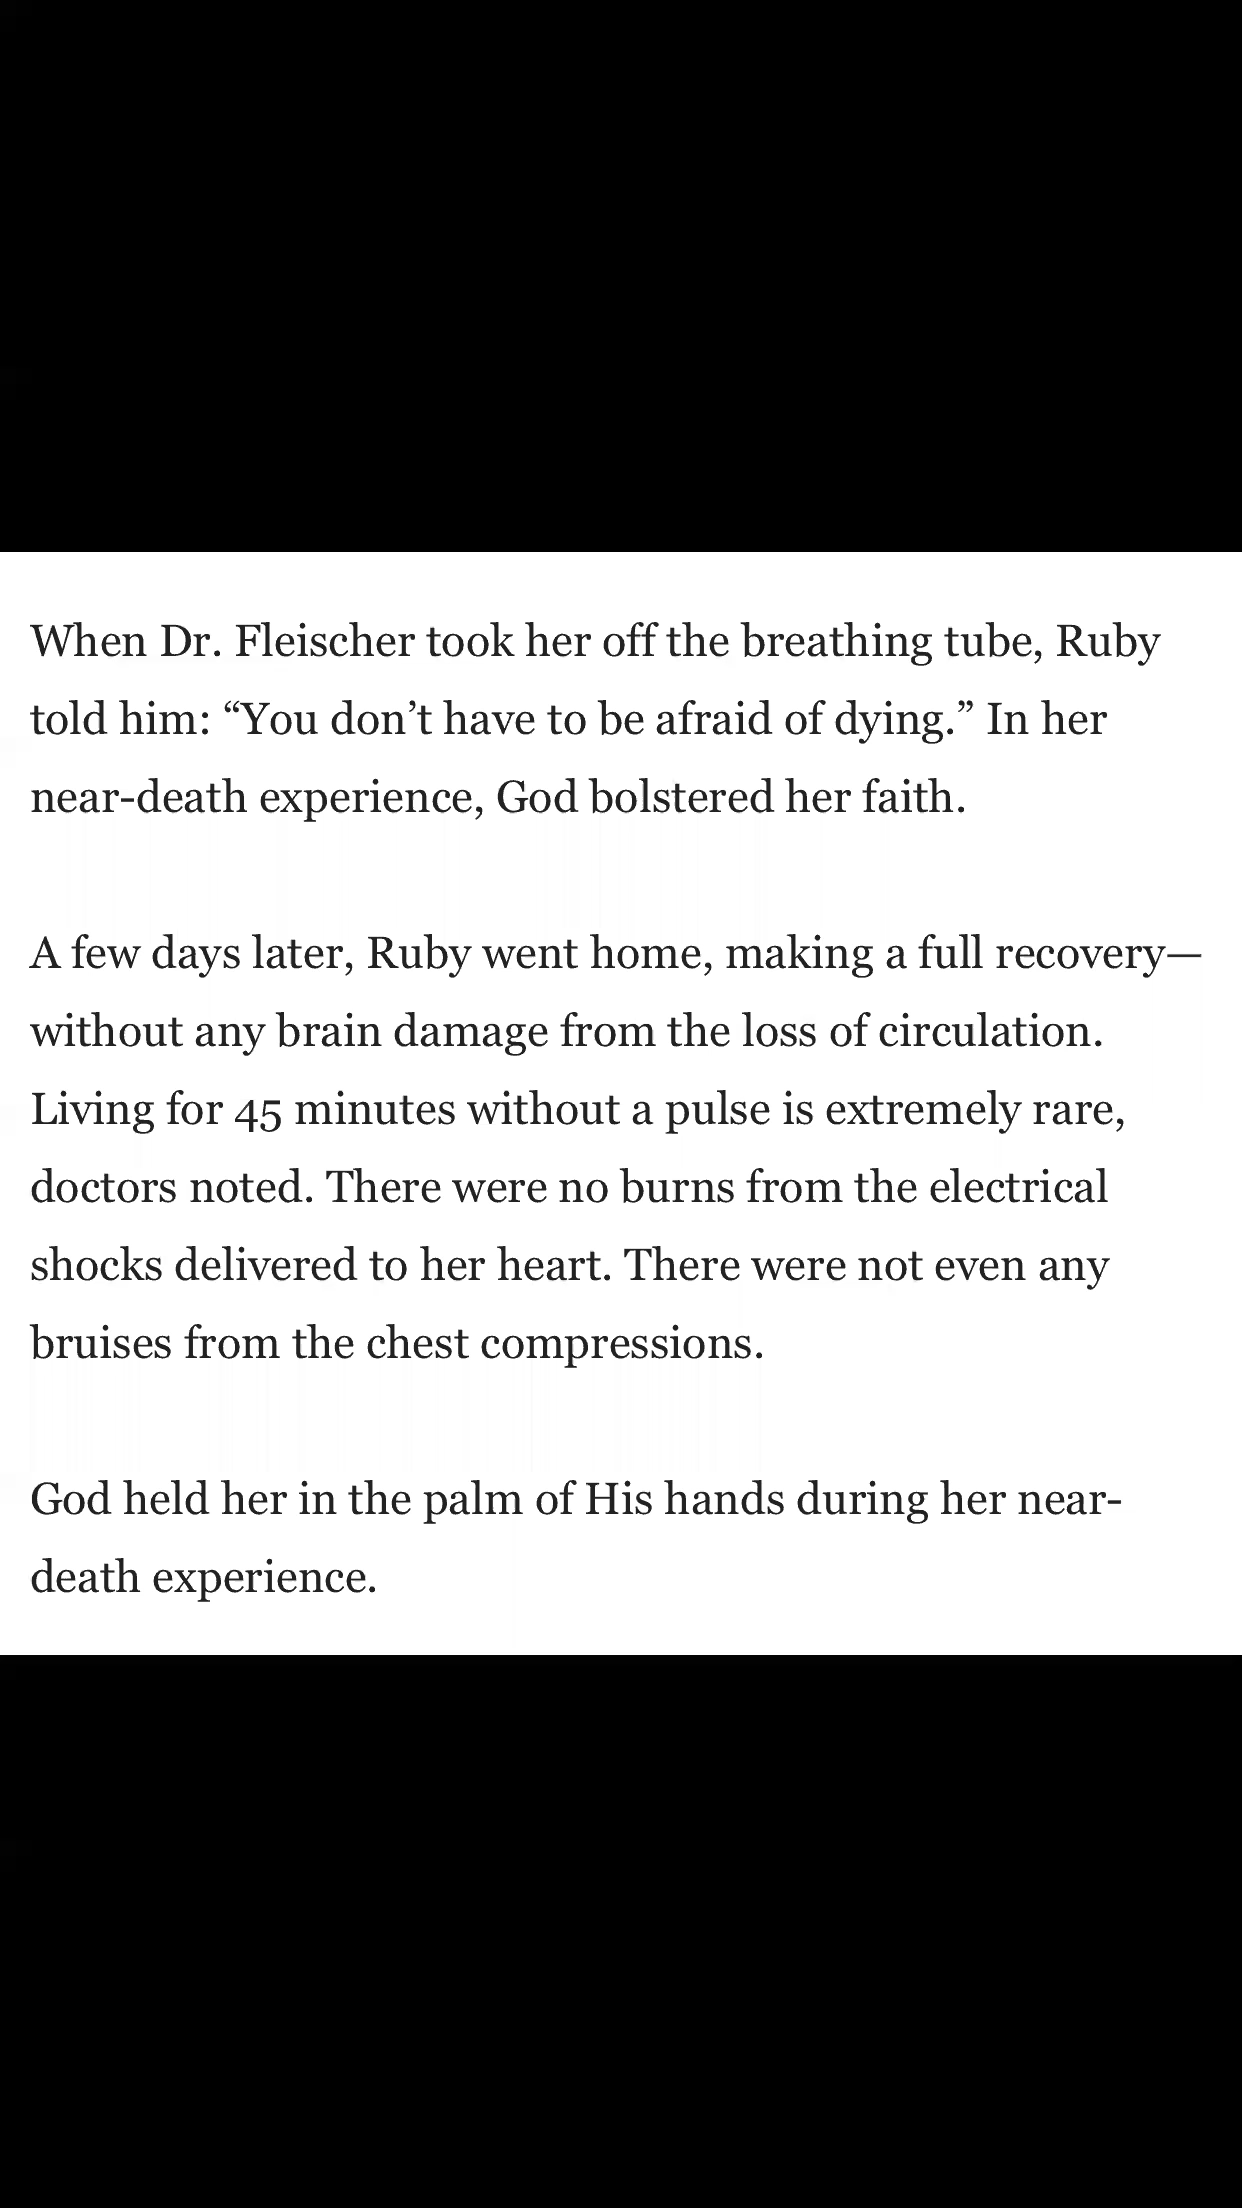 When Dr. Fleischer took her off the breathing tube, Ruby
told him: “You don’t have to be afraid of dying.” In her
near-death experience, God bolstered her faith.
A few days later, Ruby went home, making a full recovery—
without any brain damage from the loss of circulation.
Living for 45 minutes without a pulse is extremely rare,
doctors noted. There were no burns from the electrical
shocks delivered to her heart. There were not even any
bruises from the chest compressions.
God held her in the palm of His hands during her near-
death experience.